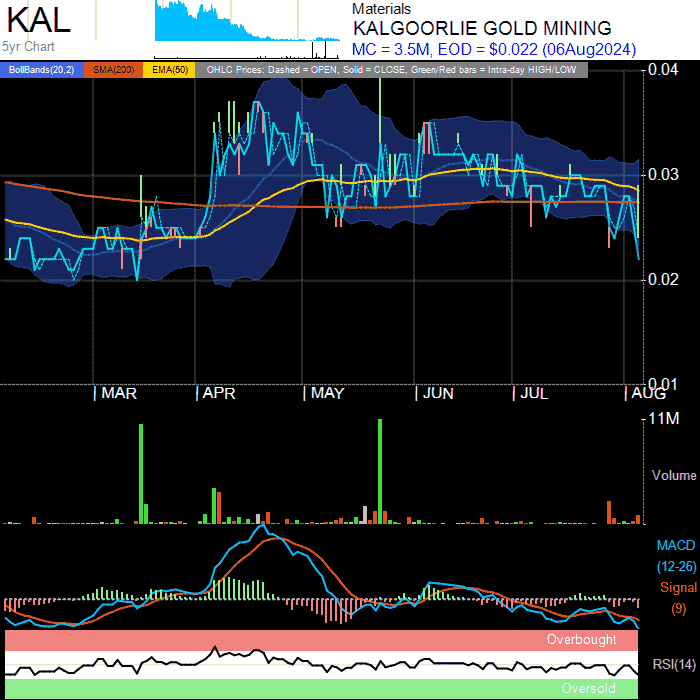 KAL
5yr Chart
Materials
KALGOORLIE GOLD MINING
MC = 3.5M, EOD = $0.022 (06Aug2024)
BollBands(20,2) SMA(200) EMA(50) OHLC Prices: Dashed = OPEN, Solid = CLOSE, Green/Red bars = Intra-day HIGH/LOW
0.04
0.03
0.02
0.01
| MAR | APR | MAY | JUN | JUL | AUG
11M
Volume
MACD
(12-26)
Signal
(9)
Overbought
RSI(14)
Oversold